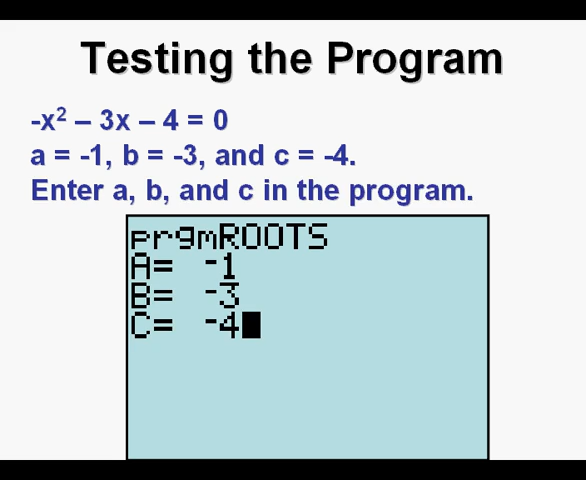 Testing the Program
-x² – 3x – 4 = 0
a = -1, b = -3, and c = -4.
Enter a, b, and c in the program.
prgmROOTS
A= -1
B= -3
C= -4